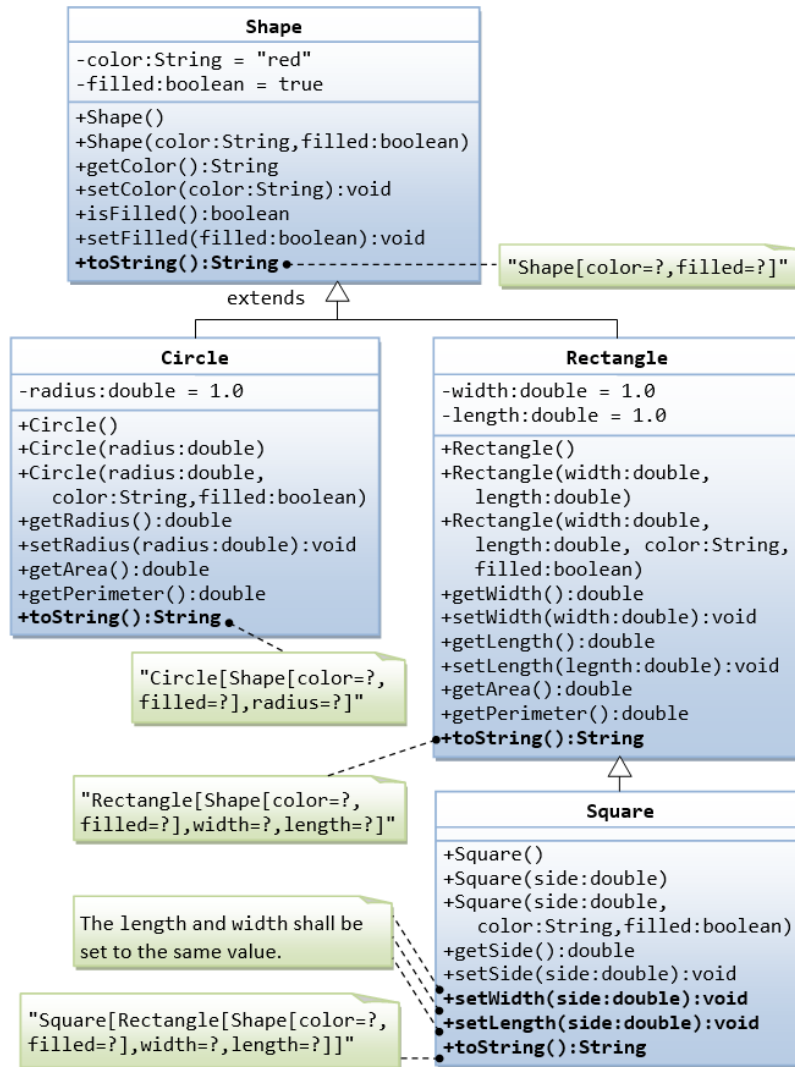 Shape
-color:String = "red"
-filled:boolean = true
+Shape()
+Shape(color:String,filled:boolean)
+getColor():String
+setColor(color:String):void
+isFilled():boolean
+setFilled(filled:boolean):void
+toString():String
"Shape[color=?,filled=?]"
extends
Circle
-radius:double = 1.0
+Circle()
+Circle(radius:double)
+Circle(radius:double,
color:String,filled:boolean)
+getRadius():double
+setRadius(radius:double):void
+getArea():double
+getPerimeter():double
+toString():String
"Circle[Shape[color=?,
filled=?],radius=?]"
Rectangle
-width:double = 1.0
-length:double = 1.0
+Rectangle()
+Rectangle(width:double,
length:double)
+Rectangle(width:double,
length:double, color:String,
filled:boolean)
+getWidth():double
+setWidth(width:double):void
+getLength():double
+setLength(legnth:double):void
+getArea():double
+getPerimeter():double
+toString():String
"Rectangle[Shape[color=?,
filled=?],width=?,length=?]"
Square
+Square()
+Square(side:double)
+Square(side:double,
color:String,filled:boolean)
+getSide():double
+setSide(side:double):void
+setWidth(side:double):void
+setLength(side:double):void
+toString():String
The length and width shall be
set to the same value.
"Square[Rectangle[Shape[color=?,
filled=?],width=?,length=?]]"